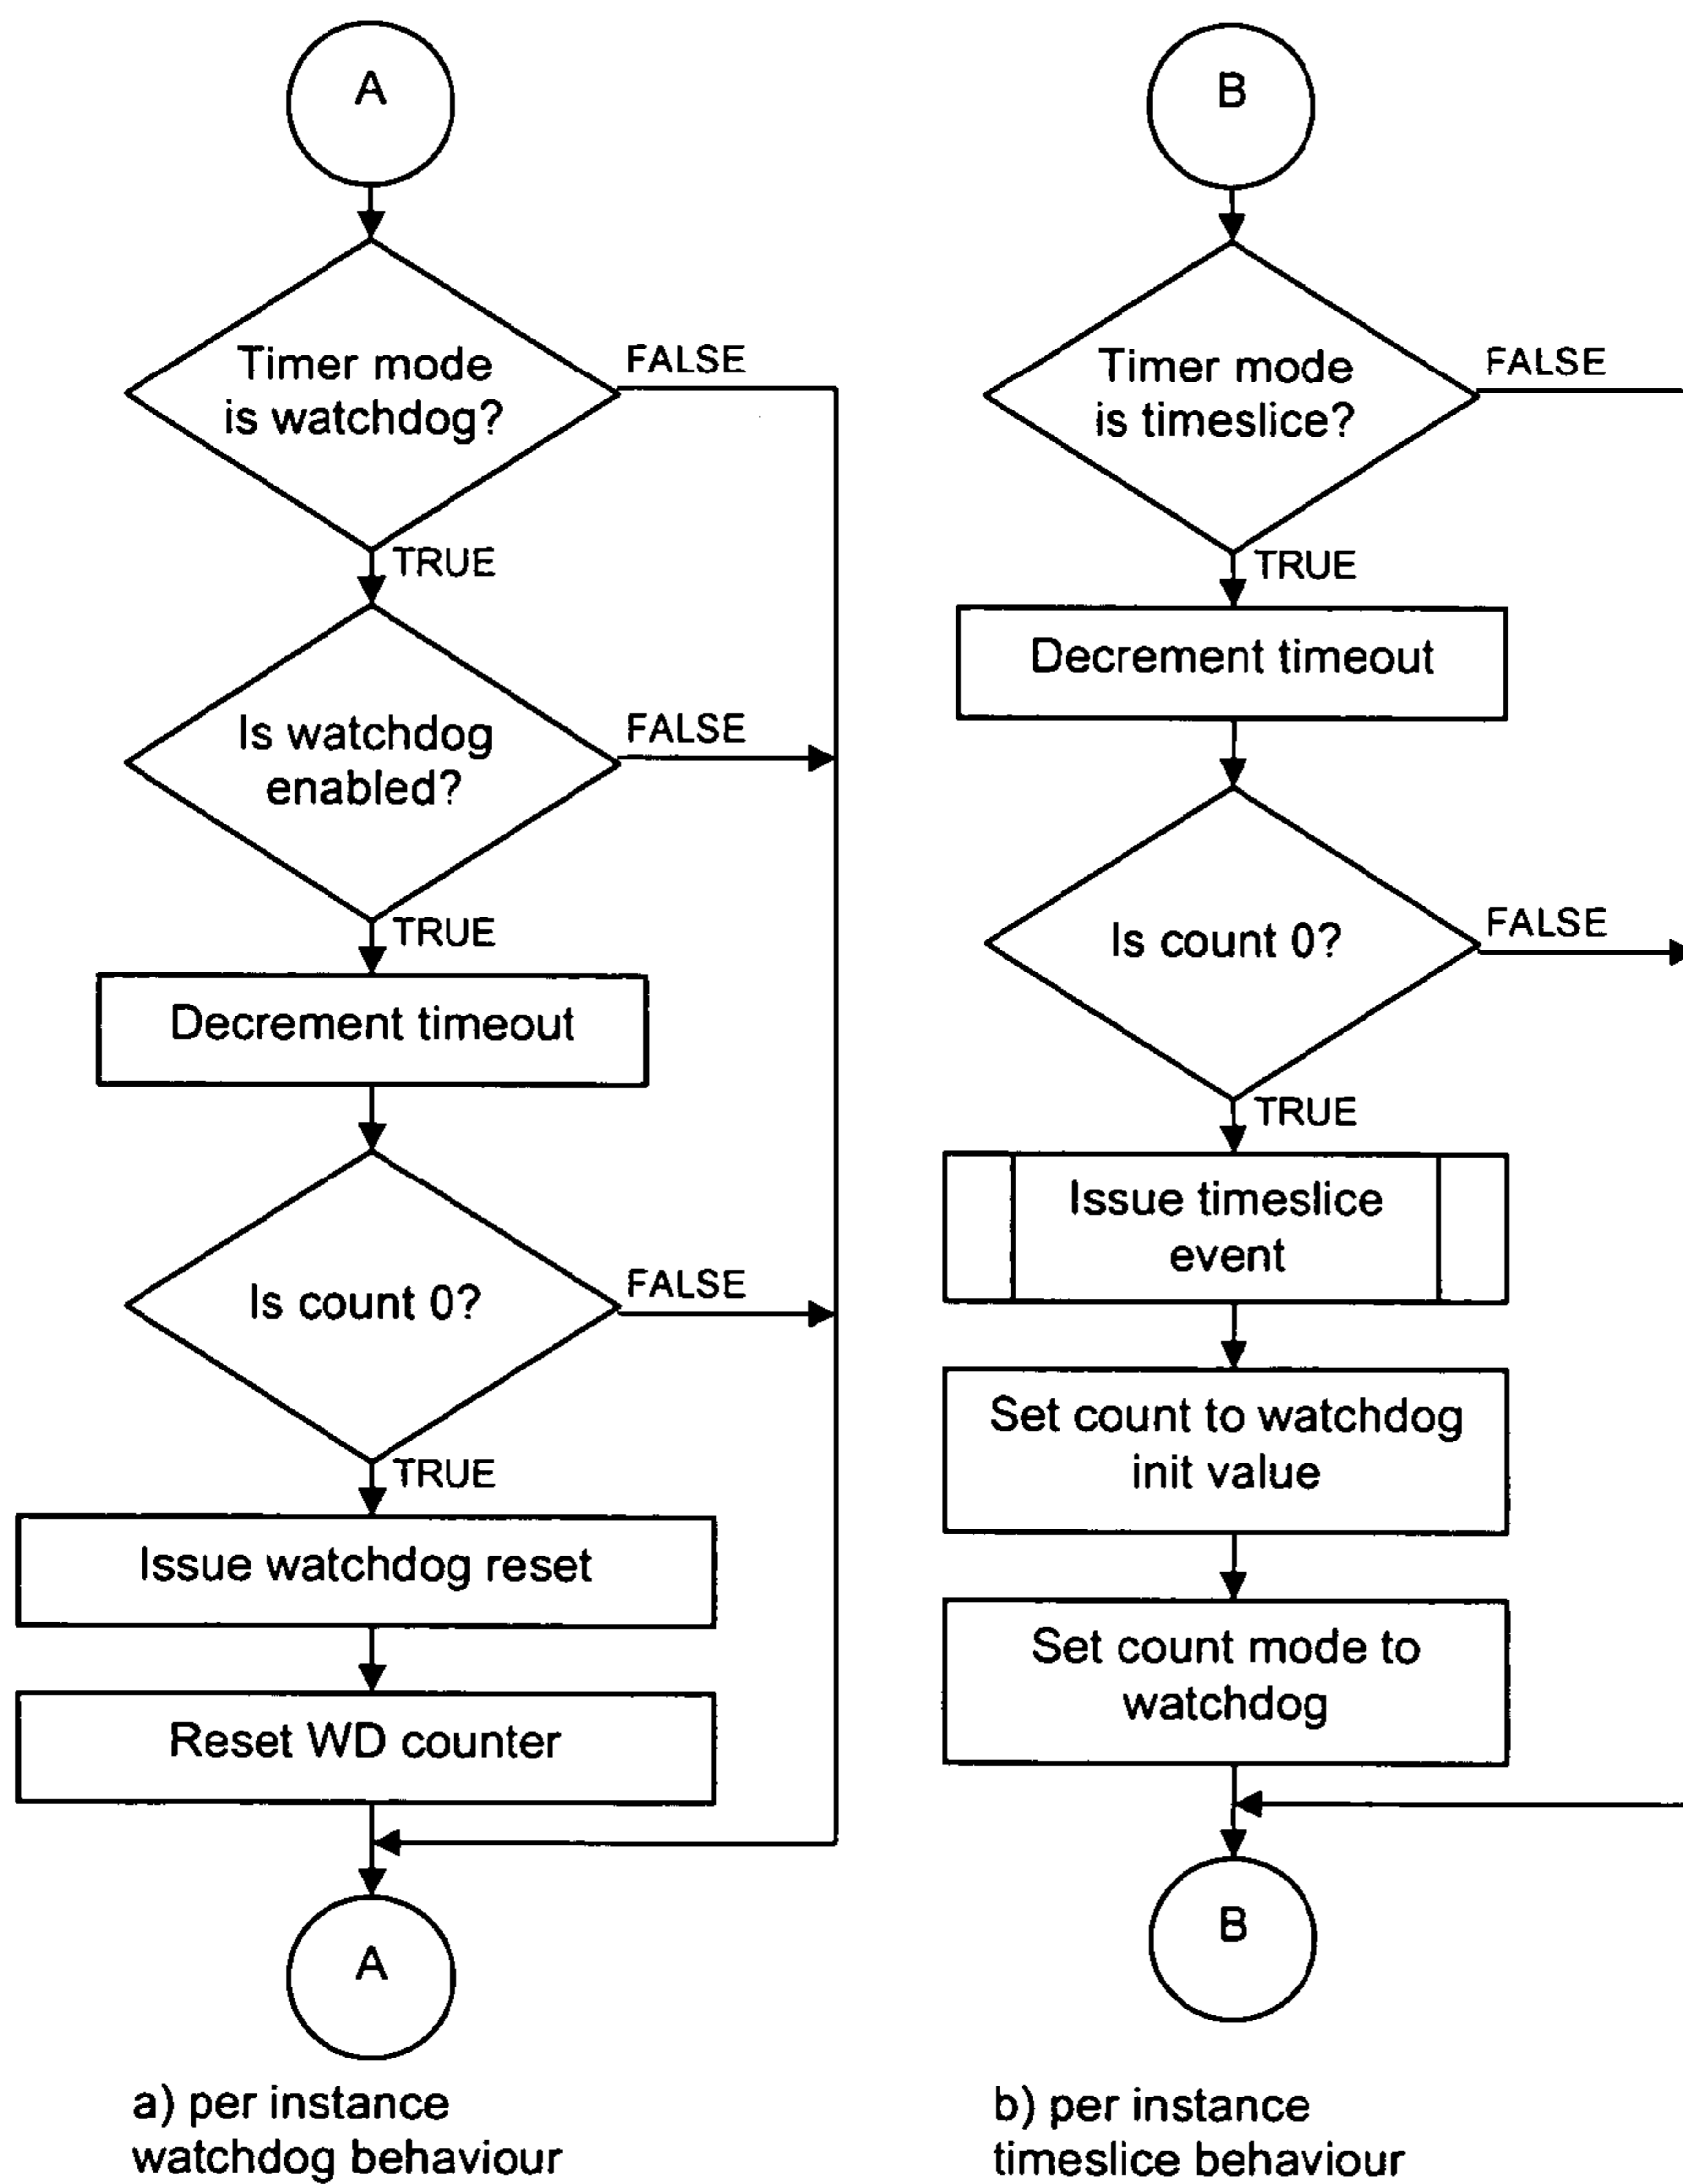 A
Timer mode
is watchdog?
FALSE
TRUE
Is watchdog
enabled?
FALSE
TRUE
Decrement timeout
Is count 0?
FALSE
TRUE
Issue watchdog reset
Reset WD counter
A
a) per instance
watchdog behaviour
B
Timer mode
is timeslice?
FALSE
TRUE
Decrement timeout
Is count 0?
FALSE
TRUE
Issue timeslice
event
Set count to watchdog
init value
Set count mode to
watchdog
B
b) per instance
timeslice behaviour